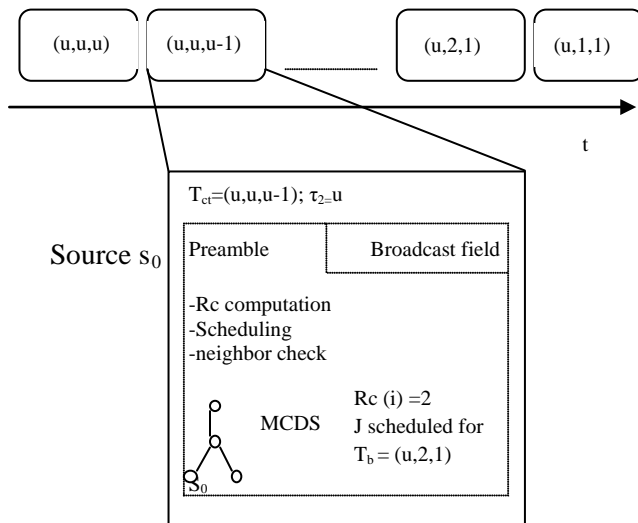 (u,u,u) (u,u,u-1) (u,2,1) (u,1,1)
t
T_ct=(u,u,u-1); τ_2=u
Source s_0
Preamble Broadcast field
-Rc computation
-Scheduling
-neighbor check
Rc (i) =2
MCDS
J scheduled for
T_b = (u,2,1)
S_0